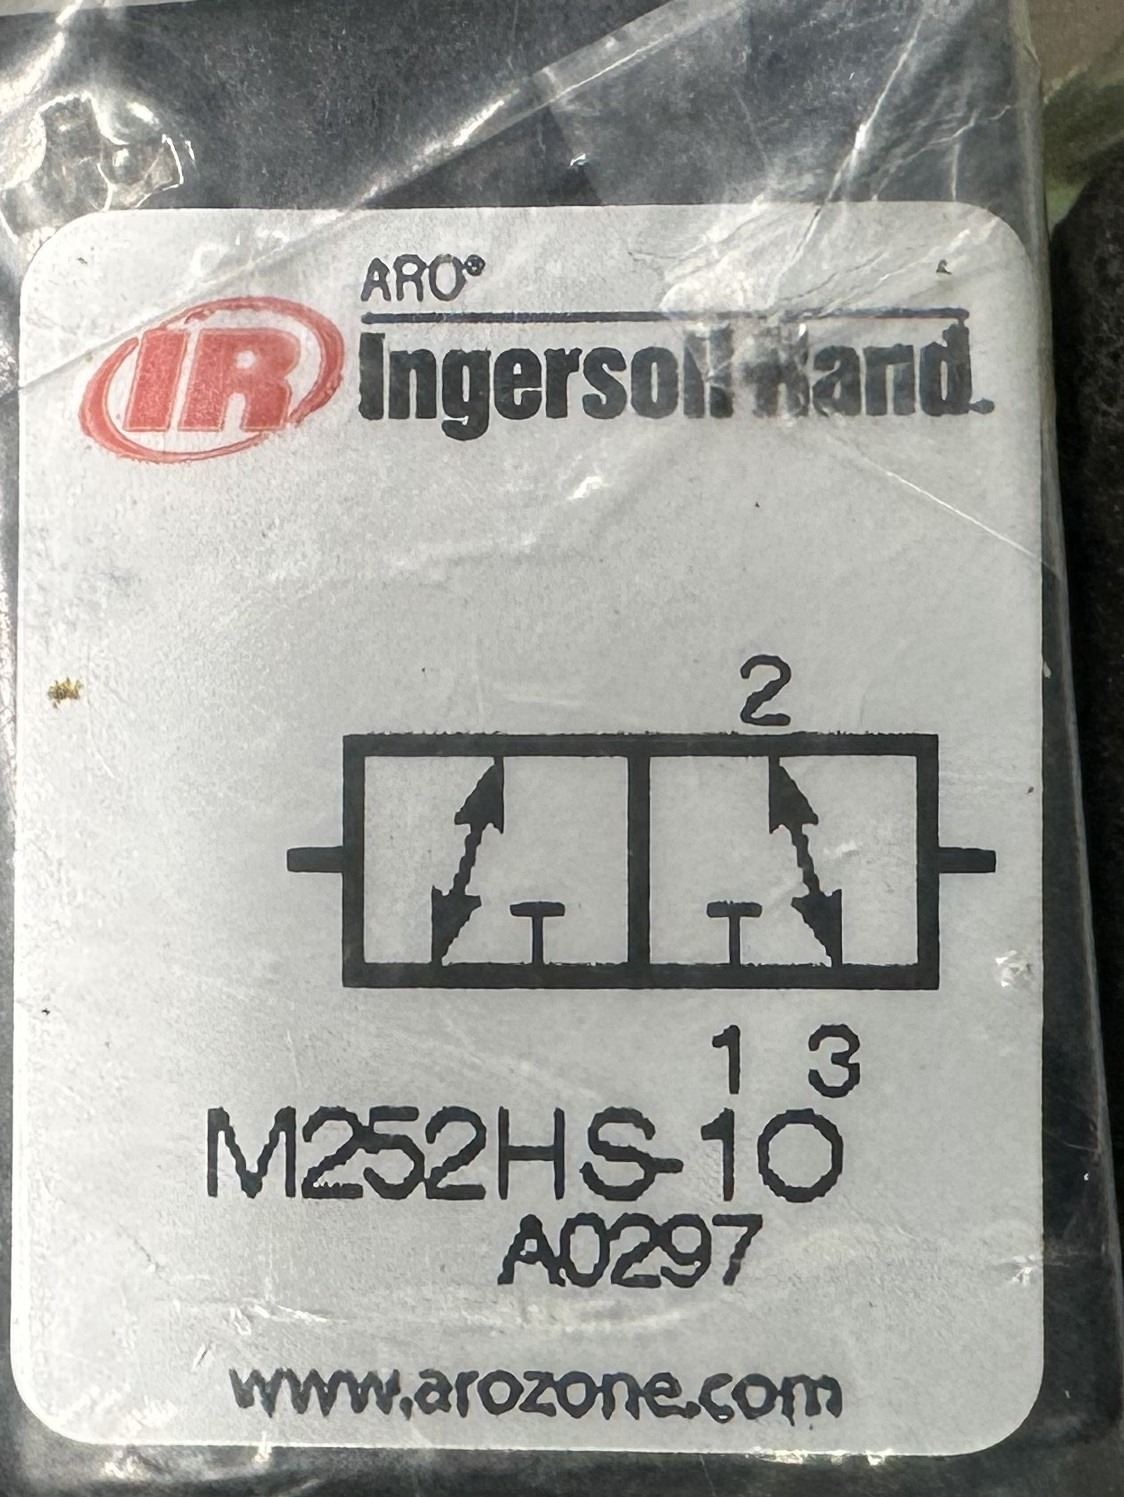 ARO®
IR Ingersoll Rand.
2
1 3
M252HS-10
A0297
www.arozone.com